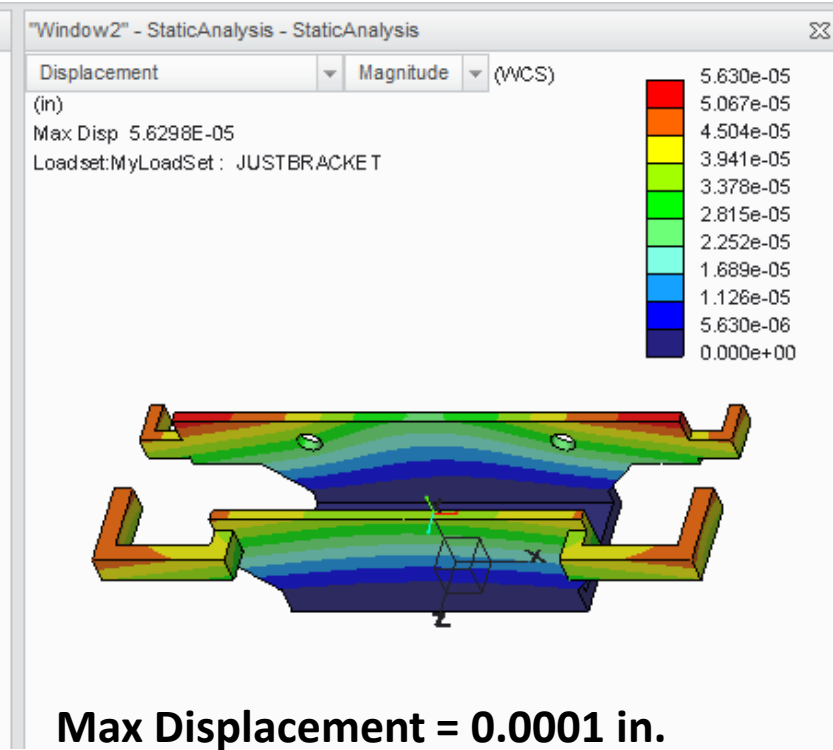 "Window2" - StaticAnalysis - StaticAnalysis
Displacement Magnitude (WCS)
(in)
Max Disp 5.6298E-05
Loadset:MyLoadSet : JUSTBRACKET
5.630e-05
5.067e-05
4.504e-05
3.941e-05
3.378e-05
2.815e-05
2.252e-05
1.689e-05
1.126e-05
5.630e-06
0.000e+00
X
Z
Max Displacement = 0.0001 in.